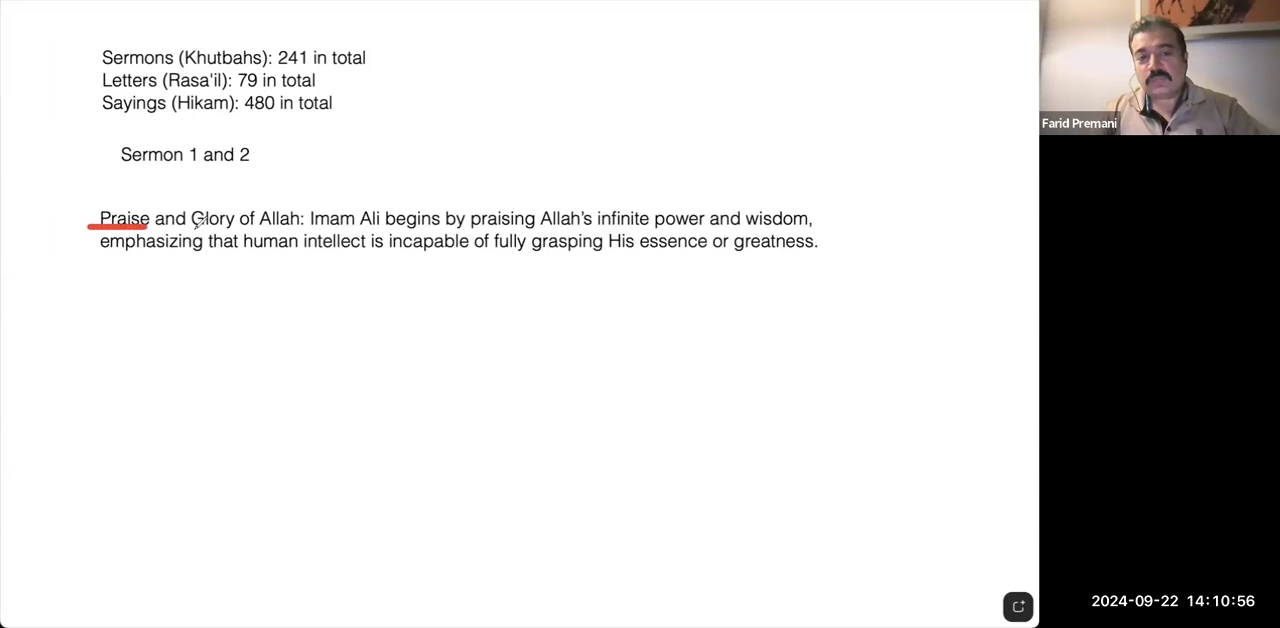 Sermons (Khutbahs): 241 in total
Letters (Rasa'il): 79 in total
Sayings (Hikam): 480 in total
Sermon 1 and 2
Praise and Glory of Allah: Imam Ali begins by praising Allah’s infinite power and wisdom,
emphasizing that human intellect is incapable of fully grasping His essence or greatness.
Farid Premani
2024-09-22 14:10:56